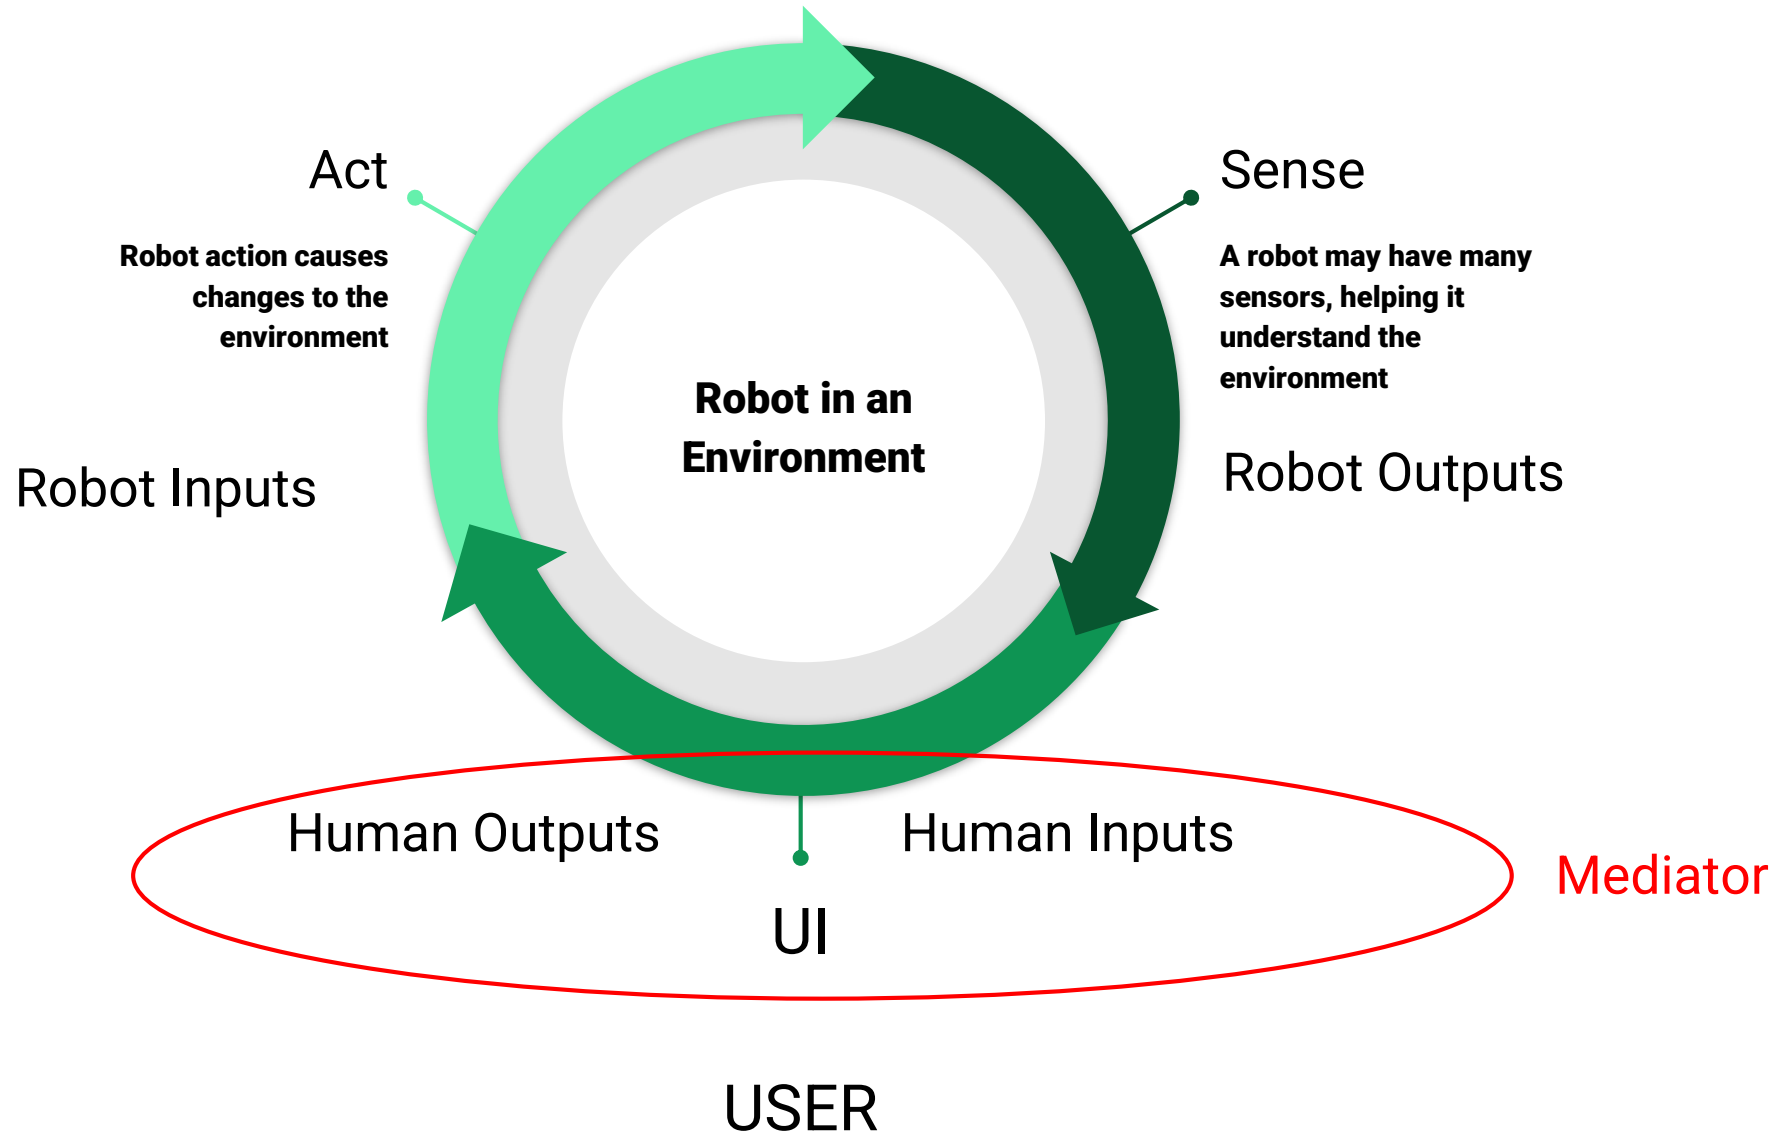 Act
Robot action causes
changes to the
environment
Sense
A robot may have many
sensors, helping it
understand the
environment
Robot in an
Environment
Robot Inputs
Robot Outputs
Human Outputs
Human Inputs
UI
Mediator
USER